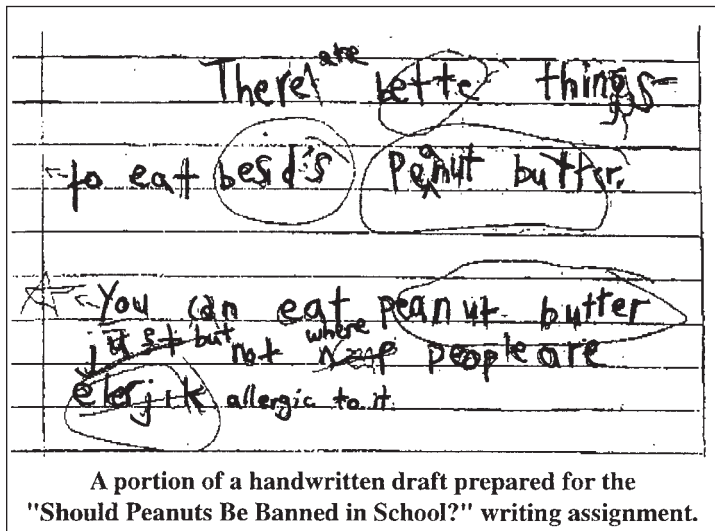 There are bette things
to eat besid's peanut butter.
You can eat peanut butter
just but not where people are
elerjik allergic to it.
A portion of a handwritten draft prepared for the
"Should Peanuts Be Banned in School?" writing assignment.